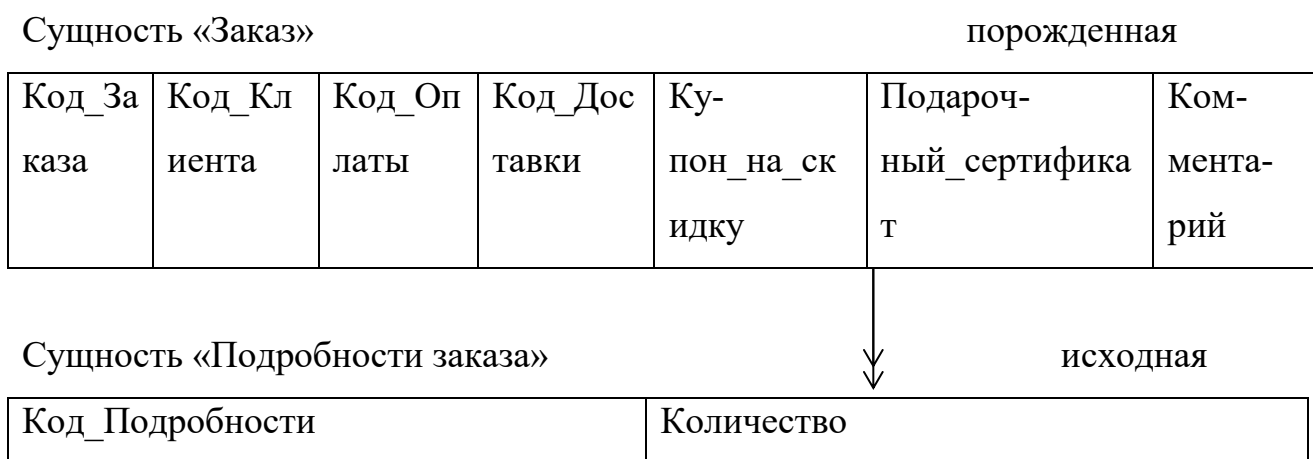 Сущность «Заказ» порожденная
Код_За Код_Кл Код_Оп Код_Дос Ку- Подароч- Ком-
каза иента латы тавки пон_на_ск ный_сертифика мента-
идку т рий
Сущность «Подробности заказа» исходная
Код_Подробности Количество